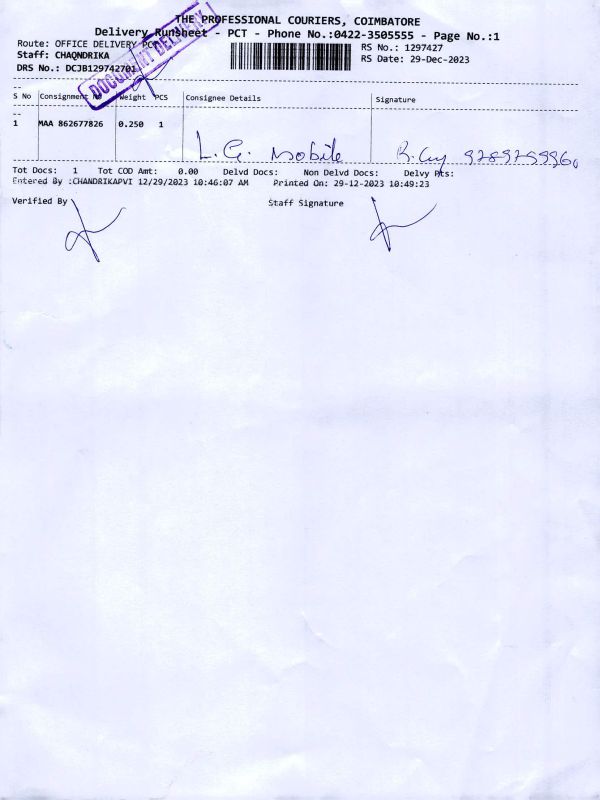 THE PROFESSIONAL COURIERS, COIMBATORE
Delivery Runsheet - PCT - Phone No.:0422-3505555 - Page No.:1
Route: OFFICE DELIVERY PCT
RS No.: 1297427
Staff: CHAQNDRIKA
RS Date: 29-Dec-2023
DRS No.: DCJB129742701
DOCUMENT DELIVERY
S No Consignment No Weight PCS Consignee Details Signature
1 MAA 862677826 0.250 1
L.G. Mobile
Tot Docs: 1 Tot COD Amt: 0.00 Delvd Docs: Non Delvd Docs: Delvy Pts:
Entered By :CHANDRIKAPVI 12/29/2023 10:46:07 AM Printed On: 29-12-2023 10:49:23
Verified By Staff Signature